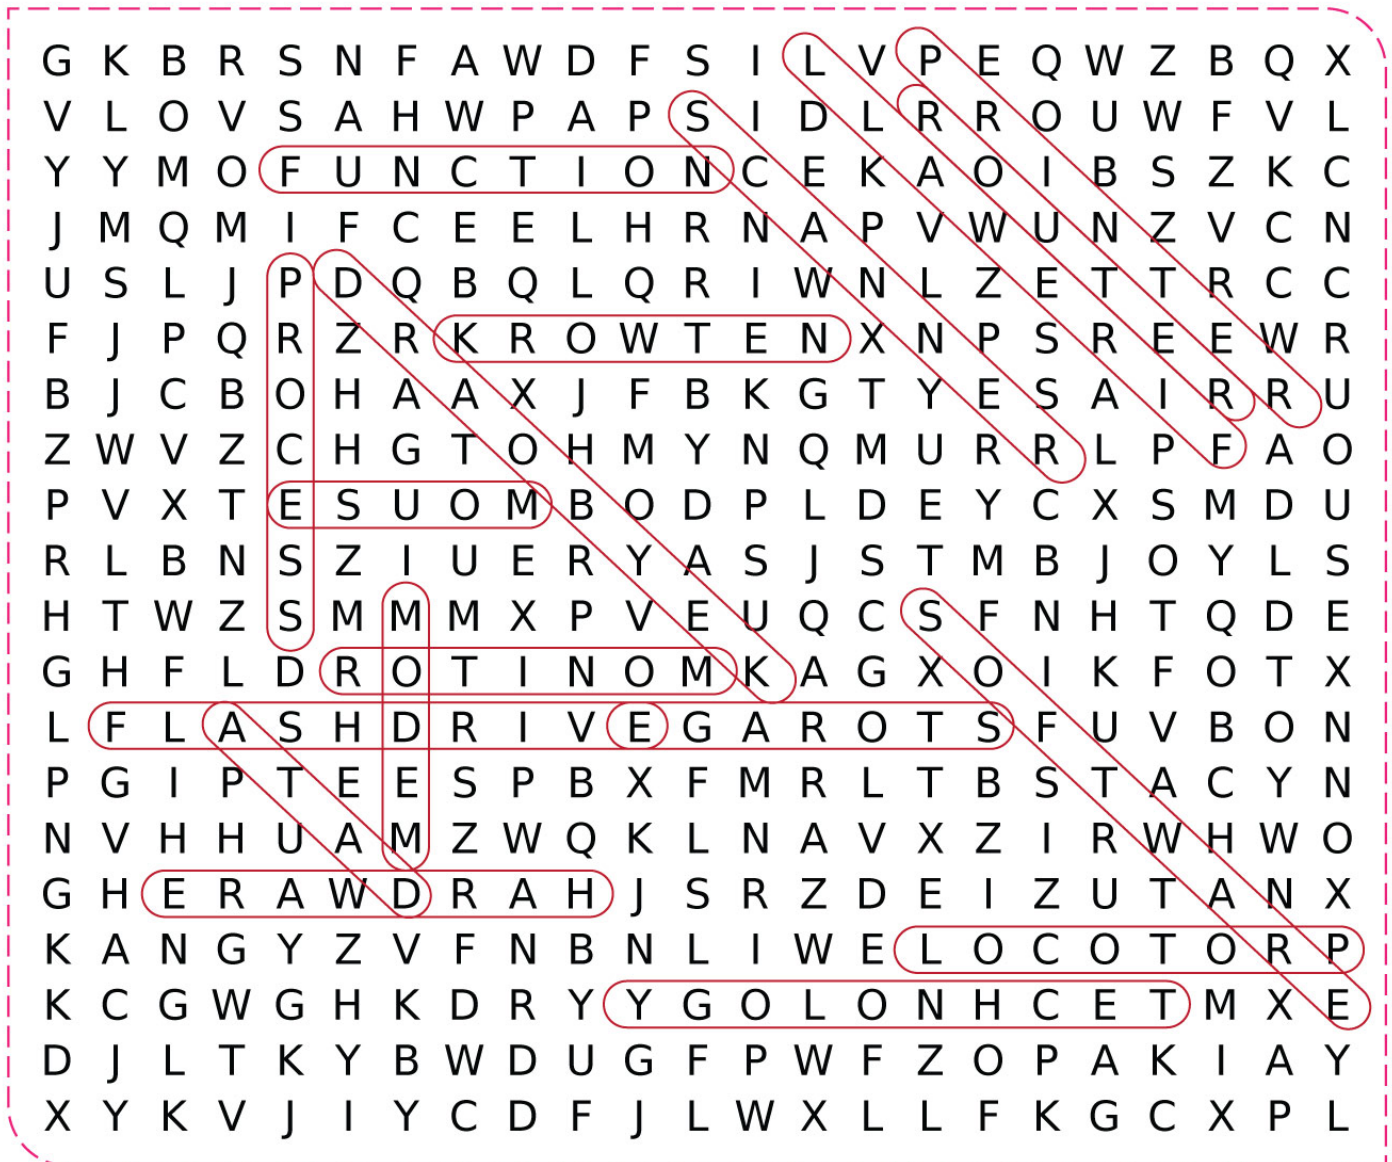 G K B R S N F A W D F S I L V P E Q W Z B Q X
V L O V S A H W P A P S I D L R R O U W F V L
Y Y M O F U N C T I O N C E K A O I B S Z K C
J M Q M I F C E E L H R N A P V W U N Z V C N
U S L J P D Q B Q L Q R I W N L Z E T T R C C
F J P Q R Z R K R O W T E N X N P S R E E W R
B J C B O H A A X J F B K G T Y E S A I R R U
Z W V Z C H G T O H M Y N Q M U R R L P F A O
P V X T E S U O M B O D P L D E Y C X S M D U
R L B N S Z I U E R Y A S J S T M B J O Y L S
H T W Z S M M M X P V E U Q C S F N H T Q D E
G H F L D R O T I N O M K A G X O I K F O T X
L F L A S H D R I V E G A R O T S F U V B O N
P G I P T E E S P B X F M R L T B S T A C Y N
N V H H U A M Z W Q K L N A V X Z I R W H W O
G H E R A W D R A H J S R Z D E I Z U T A N X
K A N G Y Z V F N B N L I W E L O C O T O R P
K C G W G H K D R Y Y G O L O N H C E T M X E
D J L T K Y B W D U G F P W F Z O P A K I A Y
X Y K V J I Y C D F J L W X L L F K G C X P L